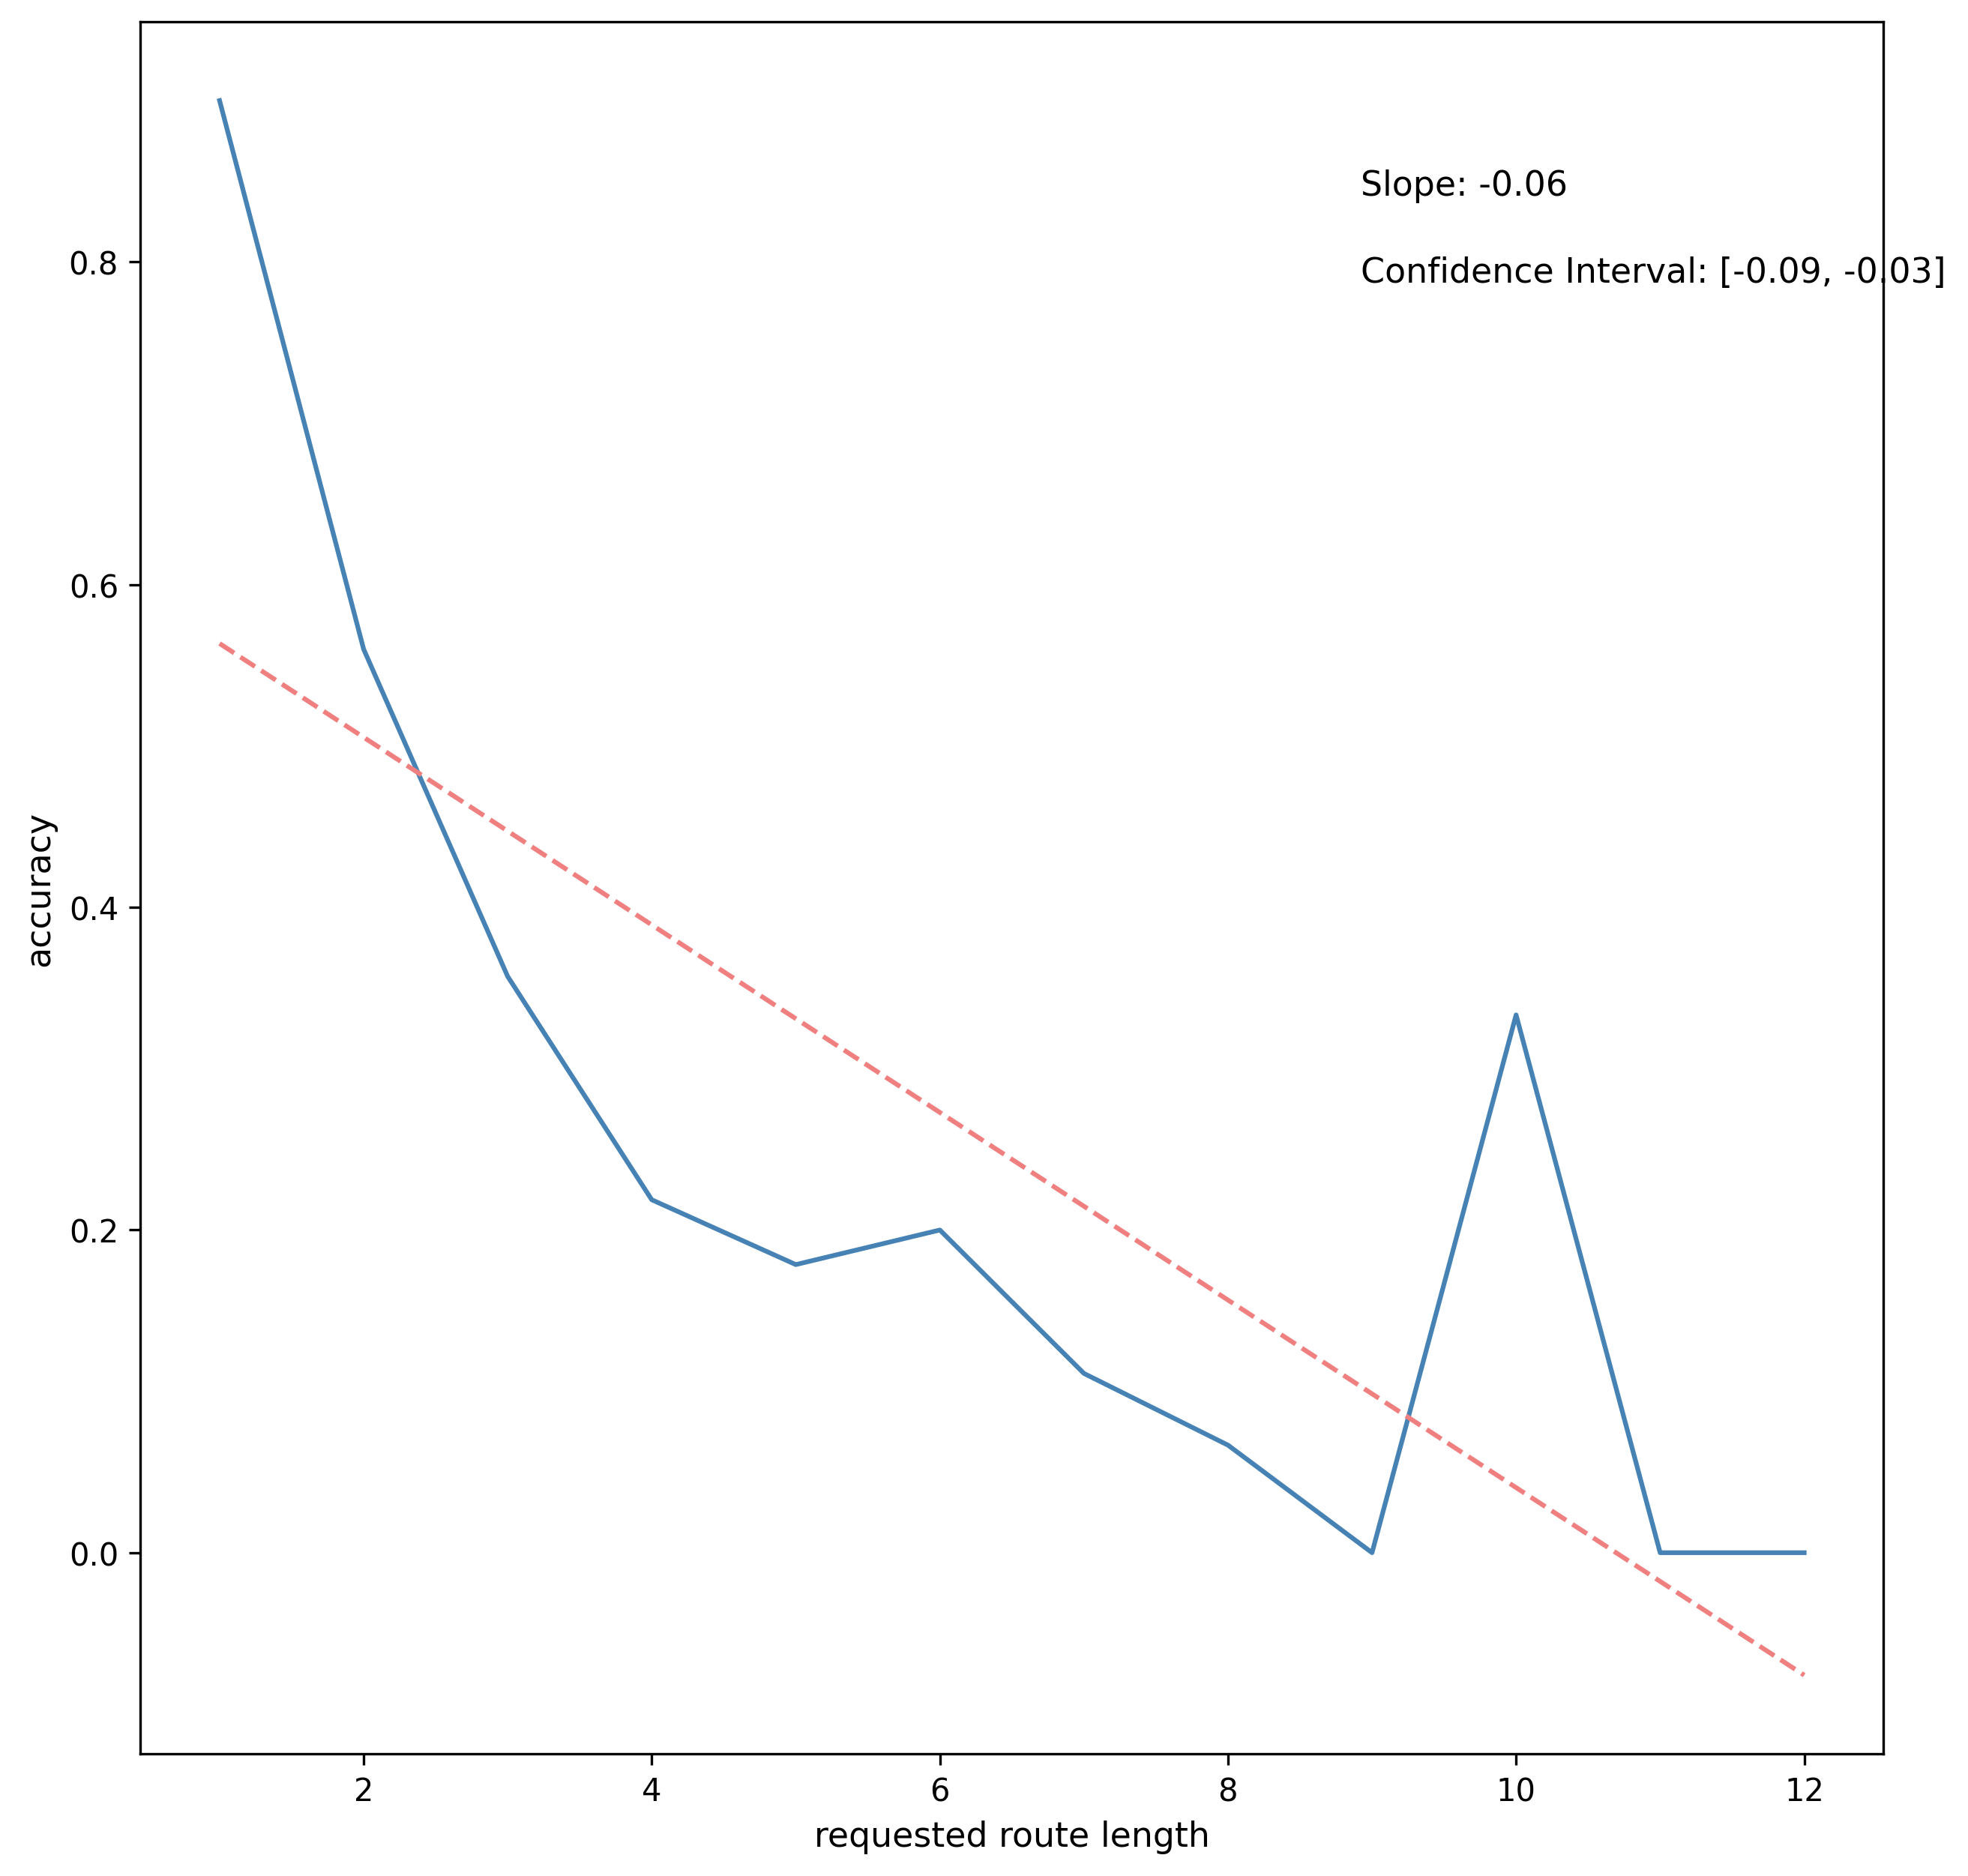 Slope: -0.06
Confidence Interval: [-0.09, -0.03]
0.8
0.6
0.4
0.2
0.0
accuracy
2 4 6 8 10 12
requested route length